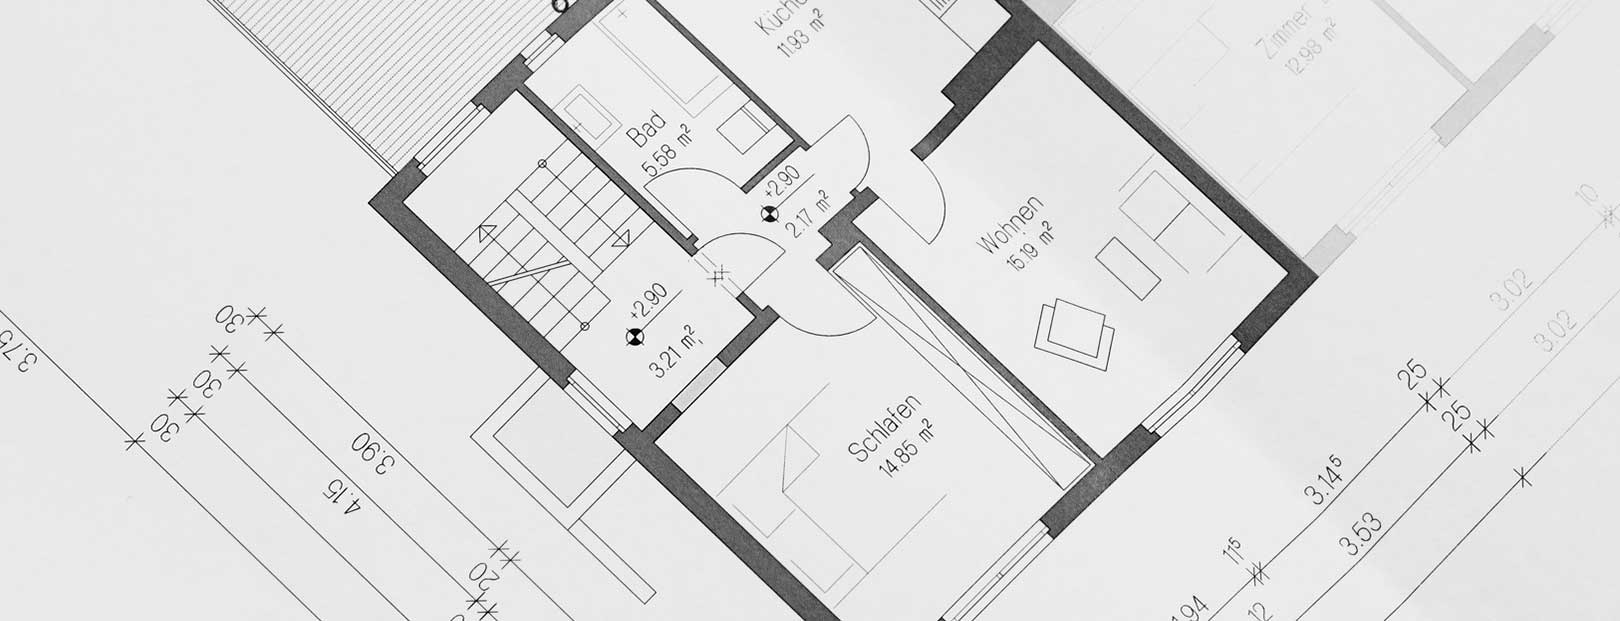 Küche
11.93 m²
Zimmer
12.98 m²
Bad
5.58 m²
+2.90
2.17 m²
Wohnen
15.19 m²
+2.90
3.21 m²
Schlafen
14.85 m²
3.75
30
30
30
3.90
4.15
20
10
3.02
3.02
25
25
3.14⁵
3.53
11⁵
12